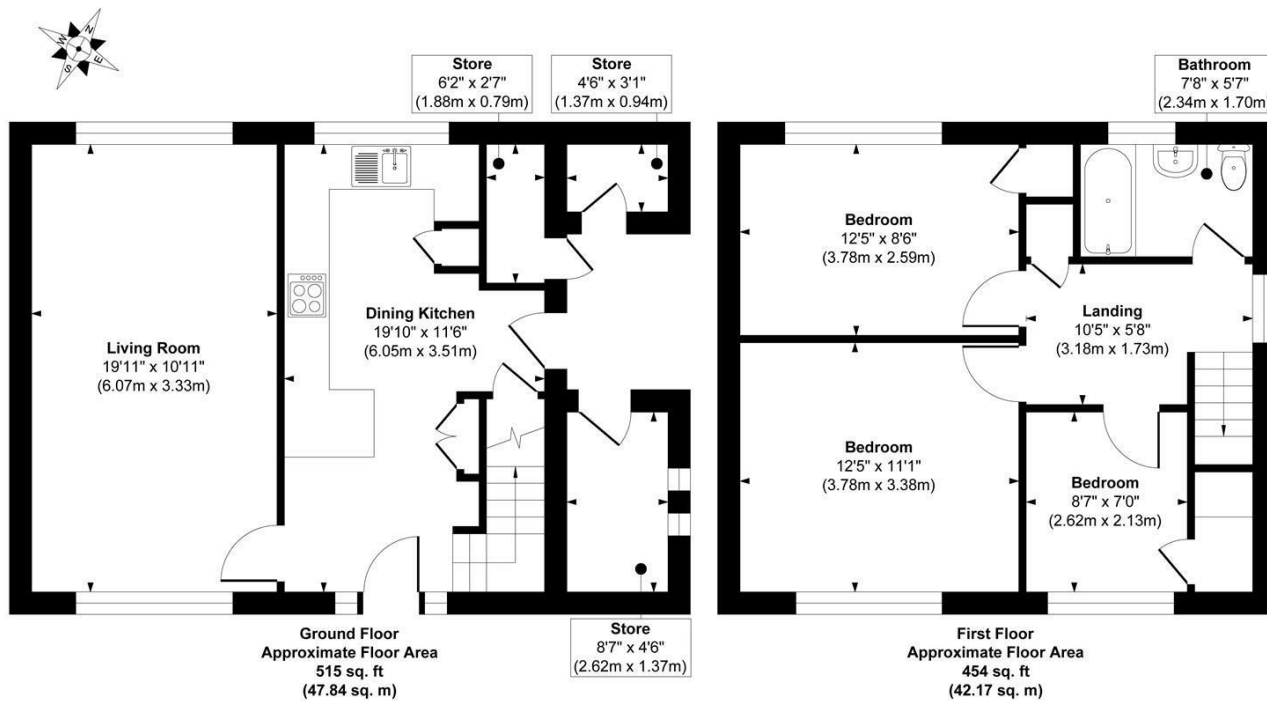 N
W
E
S
Store
6'2" x 2'7"
(1.88m x 0.79m)
Store
4'6" x 3'1"
(1.37m x 0.94m)
Living Room
19'11" x 10'11"
(6.07m x 3.33m)
Dining Kitchen
19'10" x 11'6"
(6.05m x 3.51m)
Store
8'7" x 4'6"
(2.62m x 1.37m)
Ground Floor
Approximate Floor Area
515 sq. ft
(47.84 sq. m)
Bathroom
7'8" x 5'7"
(2.34m x 1.70m)
Bedroom
12'5" x 8'6"
(3.78m x 2.59m)
Landing
10'5" x 5'8"
(3.18m x 1.73m)
Bedroom
12'5" x 11'1"
(3.78m x 3.38m)
Bedroom
8'7" x 7'0"
(2.62m x 2.13m)
First Floor
Approximate Floor Area
454 sq. ft
(42.17 sq. m)